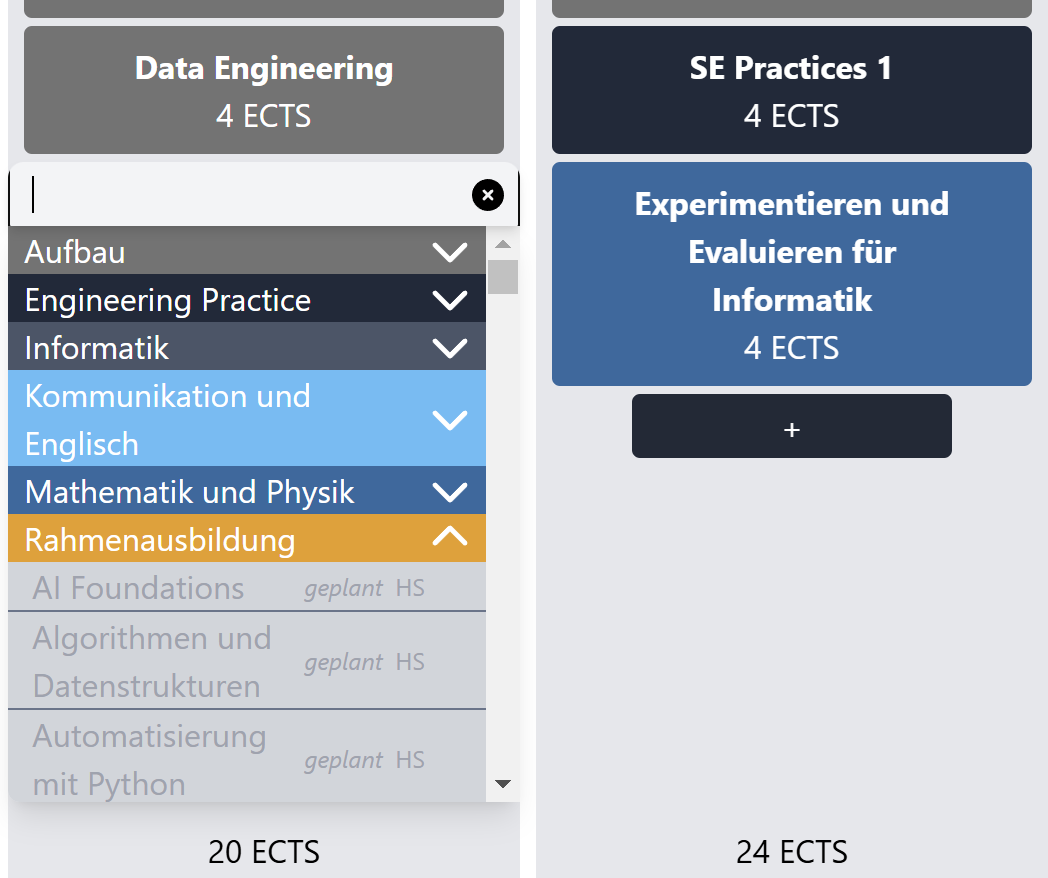 Data Engineering
4 ECTS
Aufbau
Engineering Practice
Informatik
Kommunikation und
Englisch
Mathematik und Physik
Rahmenausbildung
AI Foundations geplant HS
Algorithmen und
Datenstrukturen
geplant HS
Automatisierung
mit Python
geplant HS
20 ECTS
SE Practices 1
4 ECTS
Experimentieren und
Evaluieren für
Informatik
4 ECTS
+
24 ECTS